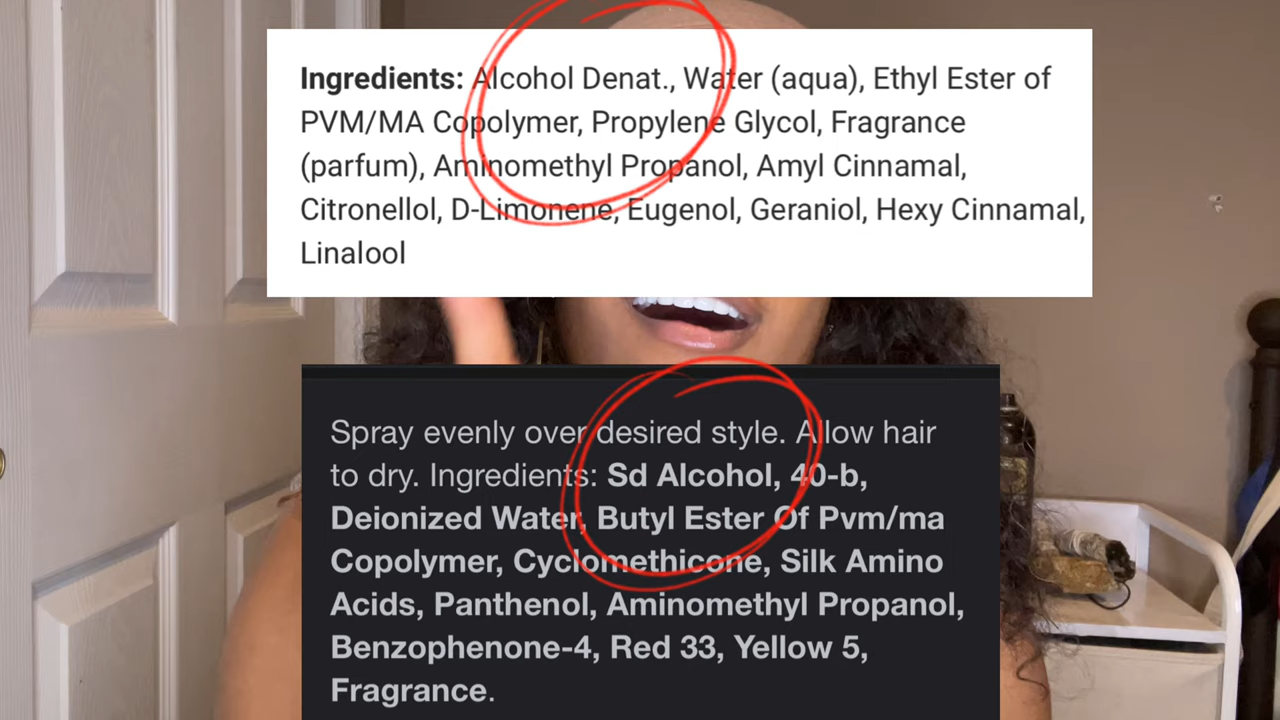 Ingredients: Alcohol Denat., Water (aqua), Ethyl Ester of
PVM/MA Copolymer, Propylene Glycol, Fragrance
(parfum), Aminomethyl Propanol, Amyl Cinnamal,
Citronellol, D-Limonene, Eugenol, Geraniol, Hexy Cinnamal,
Linalool
Spray evenly over desired style. Allow hair
to dry. Ingredients: Sd Alcohol, 40-b,
Deionized Water, Butyl Ester Of Pvm/ma
Copolymer, Cyclomethicone, Silk Amino
Acids, Panthenol, Aminomethyl Propanol,
Benzophenone-4, Red 33, Yellow 5,
Fragrance.